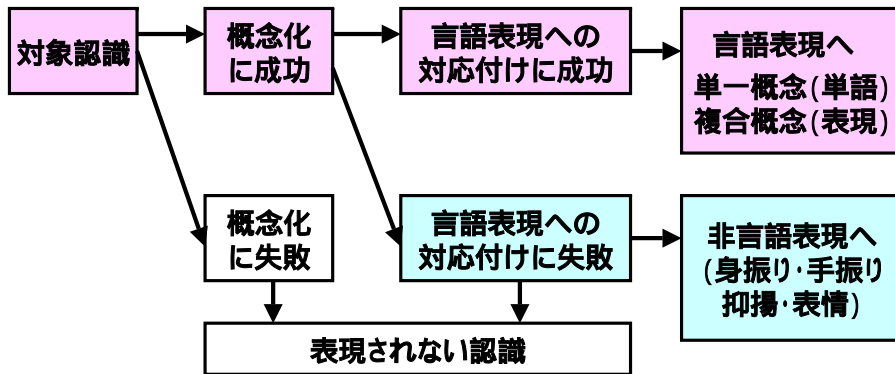 対象認識
概念化
に成功
言語表現への
対応付けに成功
言語表現へ
単一概念(単語)
複合概念(表現)
概念化
に失敗
言語表現への
対応付けに失敗
非言語表現へ
(身振り・手振り
抑揚・表情)
表現されない認識